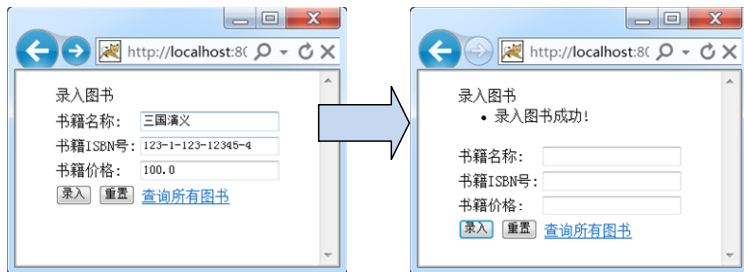 http://localhost:8(
录入图书
书籍名称： 三国演义
书籍ISBN号： 123-1-123-12345-4
书籍价格： 100.0
录入 重置 查询所有图书
http://localhost:8(
录入图书
• 录入图书成功！
书籍名称：
书籍ISBN号：
书籍价格：
录入 重置 查询所有图书